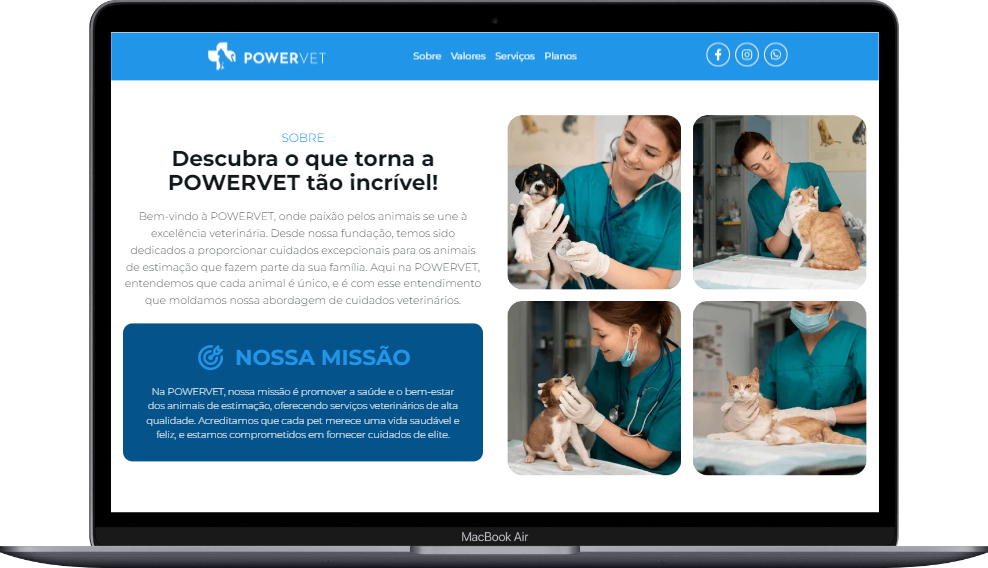 POWERVET
Sobre Valores Serviços Planos
SOBRE
Descubra o que torna a
POWERVET tão incrível!
Bem-vindo à POWERVET, onde paixão pelos animais se une à
excelência veterinária. Desde nossa fundação, temos sido
dedicados a proporcionar cuidados excepcionais para os animais
de estimação que fazem parte da sua família. Aqui na POWERVET,
entendemos que cada animal é único, e é com esse entendimento
que moldamos nossa abordagem de cuidados veterinários.
NOSSA MISSÃO
Na POWERVET, nossa missão é promover a saúde e o bem-estar
dos animais de estimação, oferecendo serviços veterinários de alta
qualidade. Acreditamos que cada pet merece uma vida saudável e
feliz, e estamos comprometidos em fornecer cuidados de elite.
MacBook Air